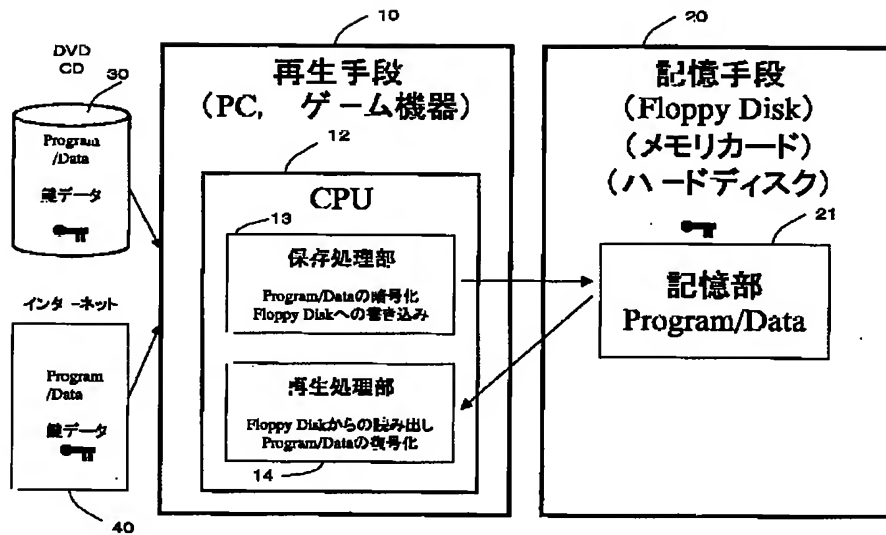 DVD
CD
30
Program
/Data
鍵データ
インターネット
Program
/Data
鍵データ
40
10
再生手段
(PC, ゲーム機器)
12
CPU
13
保存処理部
Program/Dataの暗号化
Floppy Diskへの書き込み
再生処理部
Floppy Diskからの読み出し
Program/Dataの復号化
14
20
記憶手段
(Floppy Disk)
(メモリカード)
(ハードディスク)
21
記憶部
Program/Data